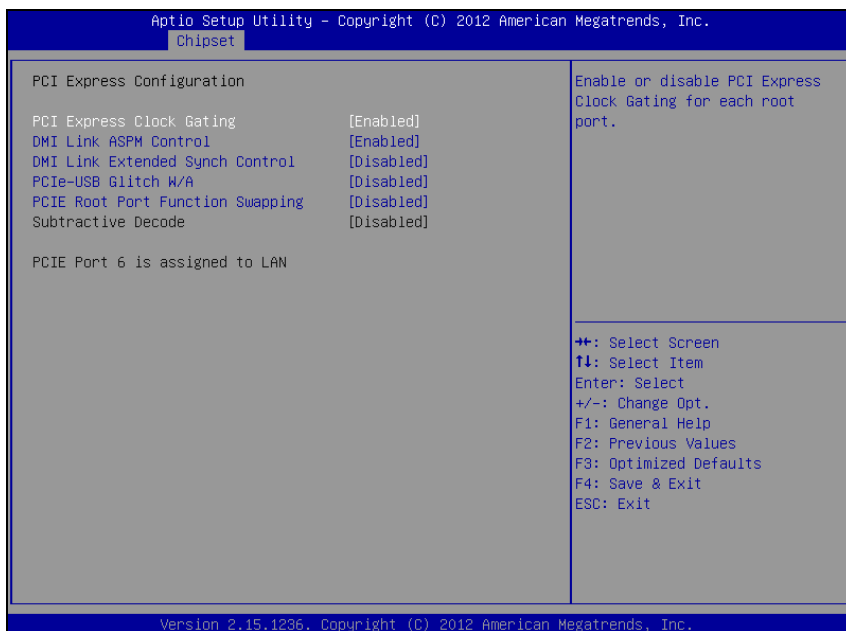 Aptio Setup Utility – Copyright (C) 2012 American Megatrends, Inc.
Chipset
PCI Express Configuration
PCI Express Clock Gating [Enabled]
DMI Link ASPM Control [Enabled]
DMI Link Extended Synch Control [Disabled]
PCIe-USB Glitch W/A [Disabled]
PCIE Root Port Function Swapping [Disabled]
Subtractive Decode [Disabled]
PCIE Port 6 is assigned to LAN
Enable or disable PCI Express
Clock Gating for each root
port.
→←: Select Screen
↑↓: Select Item
Enter: Select
+/-: Change Opt.
F1: General Help
F2: Previous Values
F3: Optimized Defaults
F4: Save & Exit
ESC: Exit
Version 2.15.1236. Copyright (C) 2012 American Megatrends, Inc.